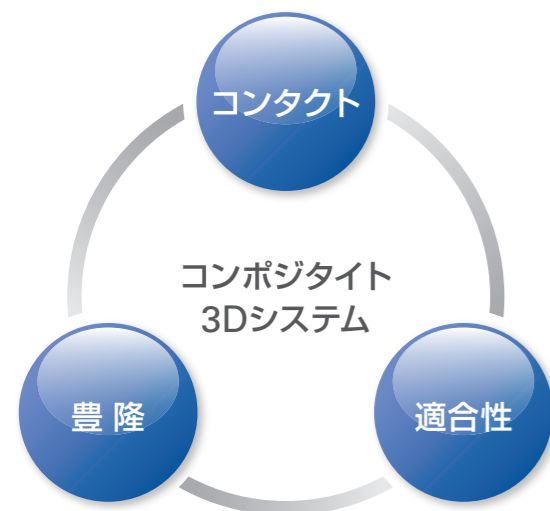 コンタクト
コンポジタイト
3Dシステム
豊隆
適合性